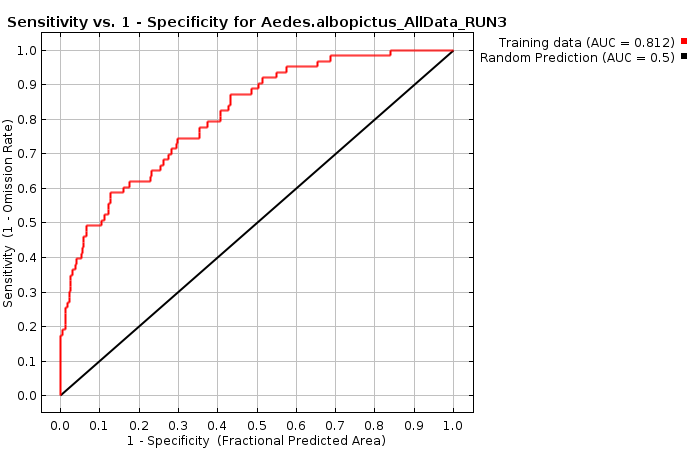 Sensitivity vs. 1 - Specificity for Aedes.albopictus_AllData_RUN3
Training data (AUC = 0.812)
Random Prediction (AUC = 0.5)
Sensitivity (1 - Omission Rate)
1.0
0.9
0.8
0.7
0.6
0.5
0.4
0.3
0.2
0.1
0.0
0.0 0.1 0.2 0.3 0.4 0.5 0.6 0.7 0.8 0.9 1.0
1 - Specificity (Fractional Predicted Area)